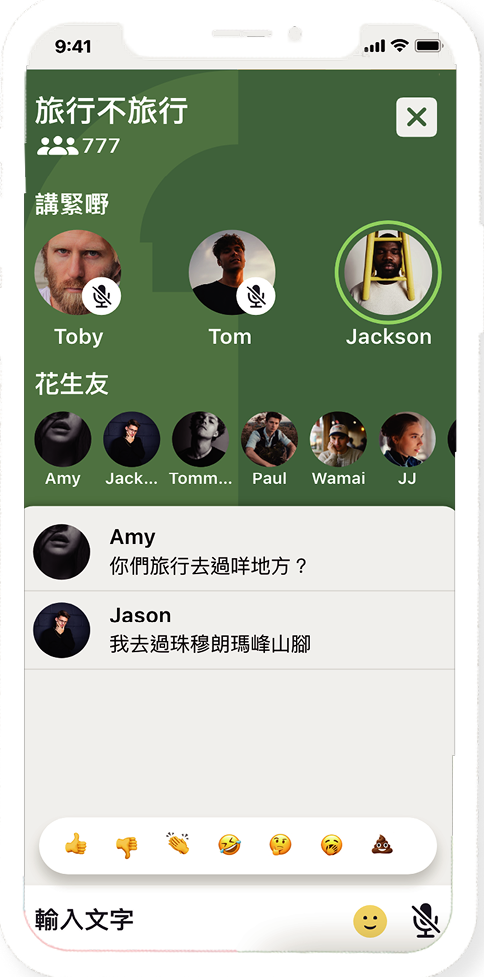 9:41
旅行不旅行
777
講緊嘢
Toby
Tom
Jackson
花生友
Amy
Jack...
Tomm...
Paul
Wamai
JJ
Amy
你們旅行去過咩地方？
Jason
我去過珠穆朗瑪峰山腳
輸入文字